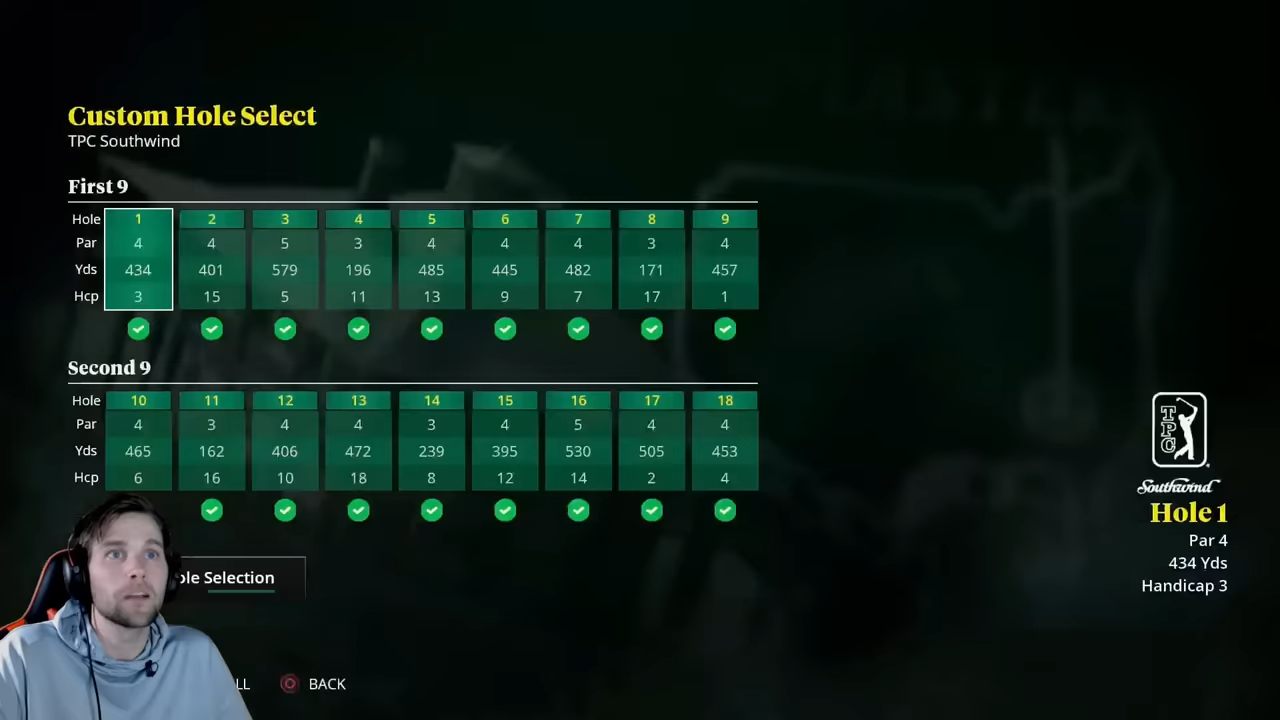 Custom Hole Select
TPC Southwind
First 9
Hole 1 2 3 4 5 6 7 8 9
Par 4 4 5 3 4 4 4 3 4
Yds 434 401 579 196 485 445 482 171 457
Hcp 3 15 5 11 13 9 7 17 1
Second 9
Hole 10 11 12 13 14 15 16 17 18
Par 4 3 4 4 3 4 5 4 4
Yds 465 162 406 472 239 395 530 505 453
Hcp 6 16 10 18 8 12 14 2 4
TPC
Southwind
Hole 1
Par 4
434 Yds
Handicap 3
ole Selection
LL BACK